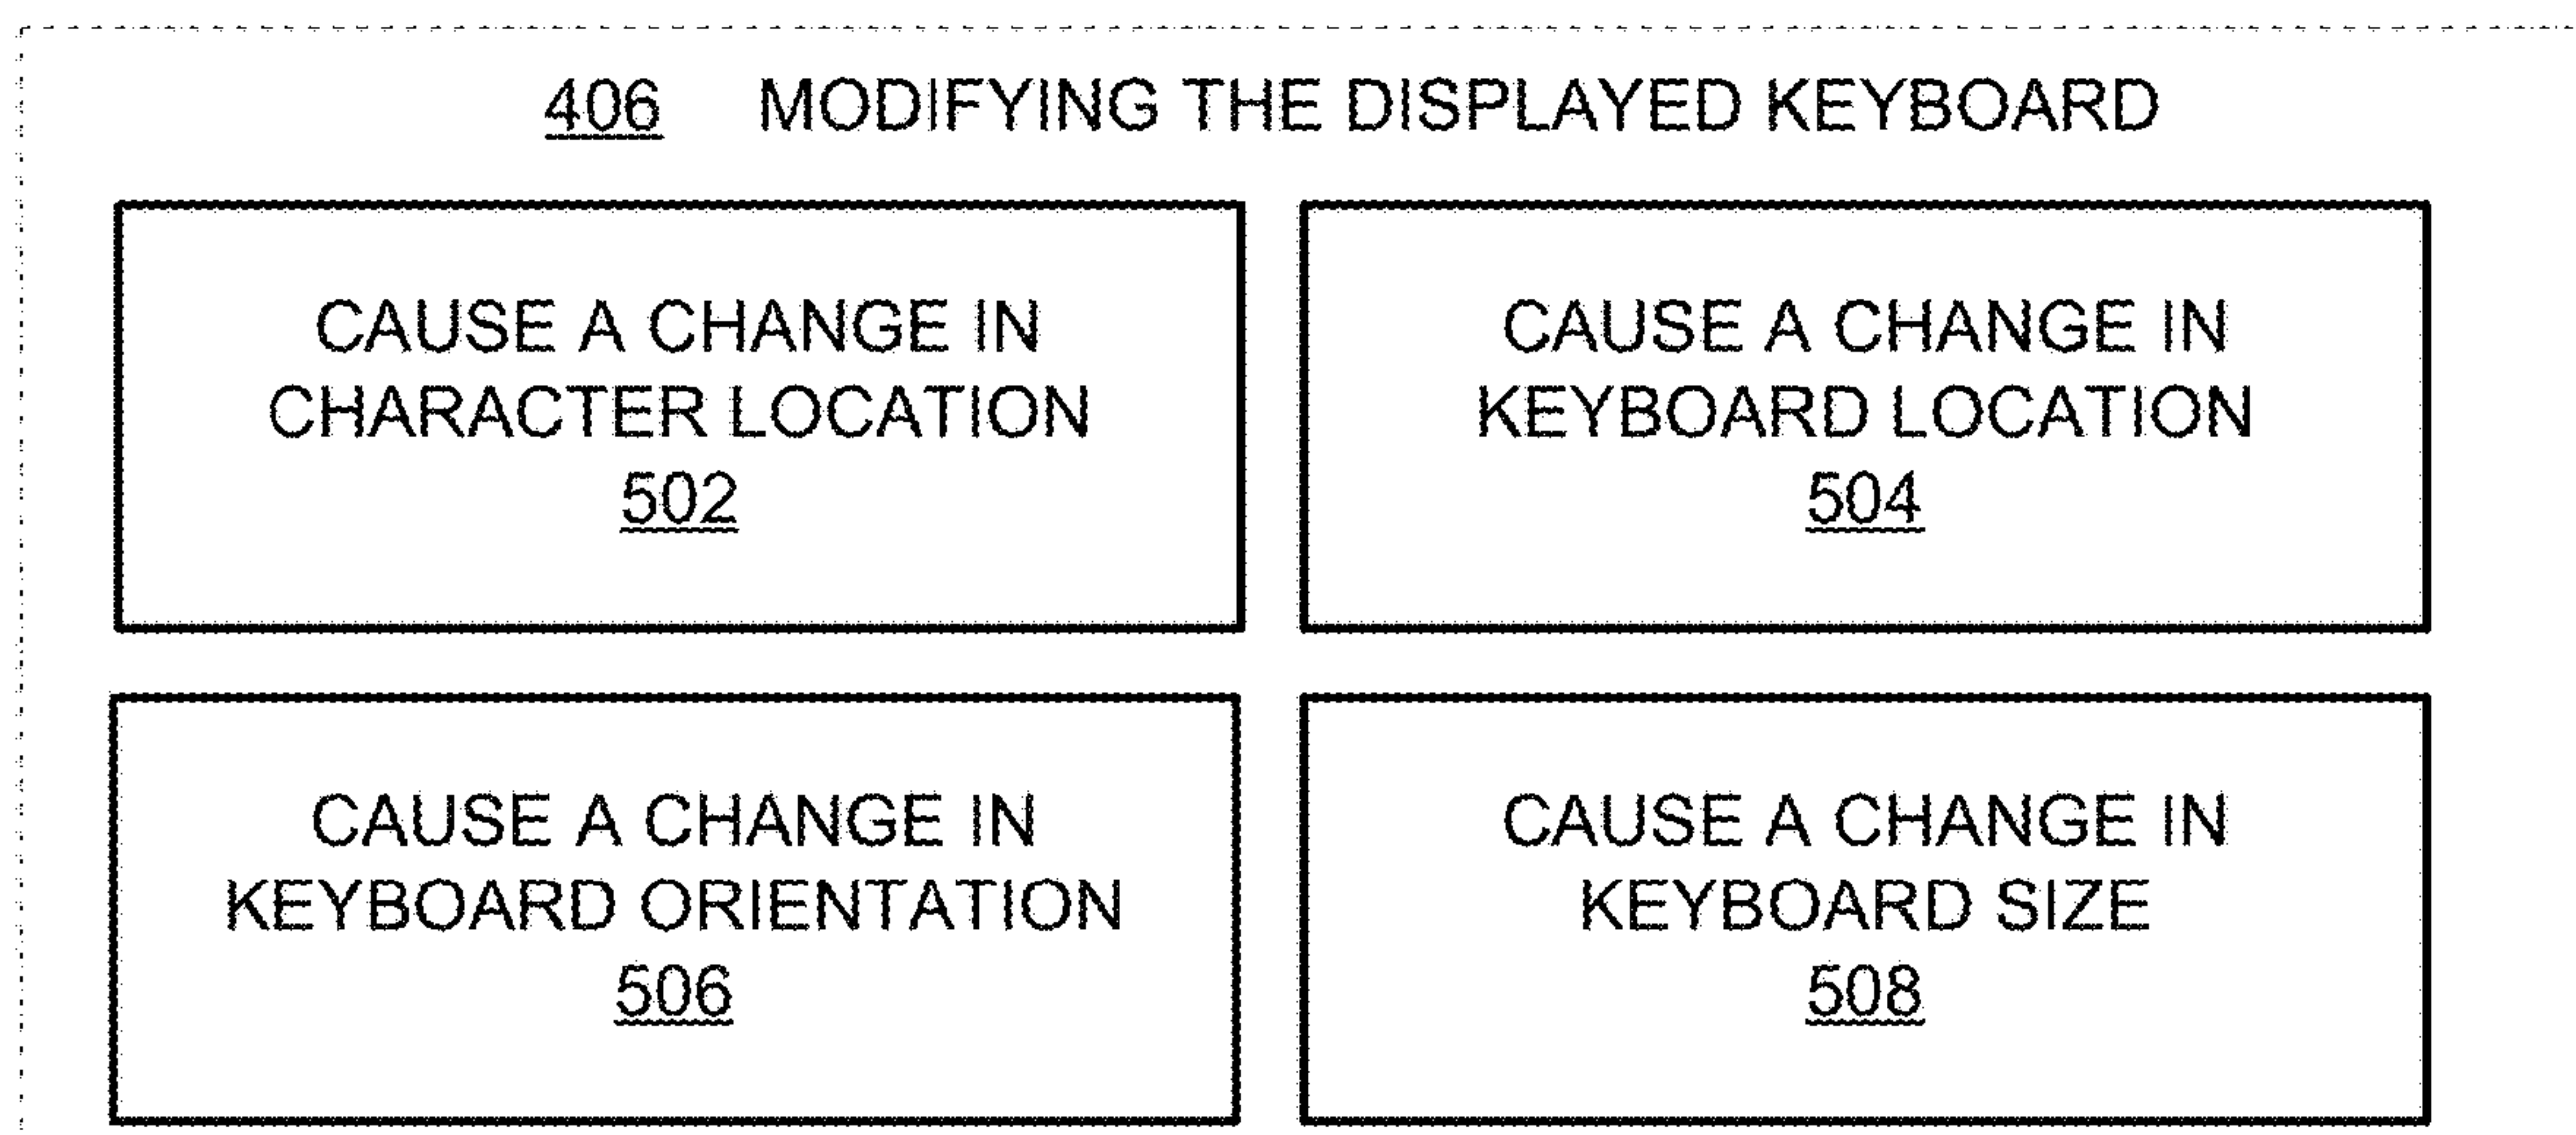 406 MODIFYING THE DISPLAYED KEYBOARD
CAUSE A CHANGE IN
CHARACTER LOCATION
502
CAUSE A CHANGE IN
KEYBOARD LOCATION
504
CAUSE A CHANGE IN
KEYBOARD ORIENTATION
506
CAUSE A CHANGE IN
KEYBOARD SIZE
508